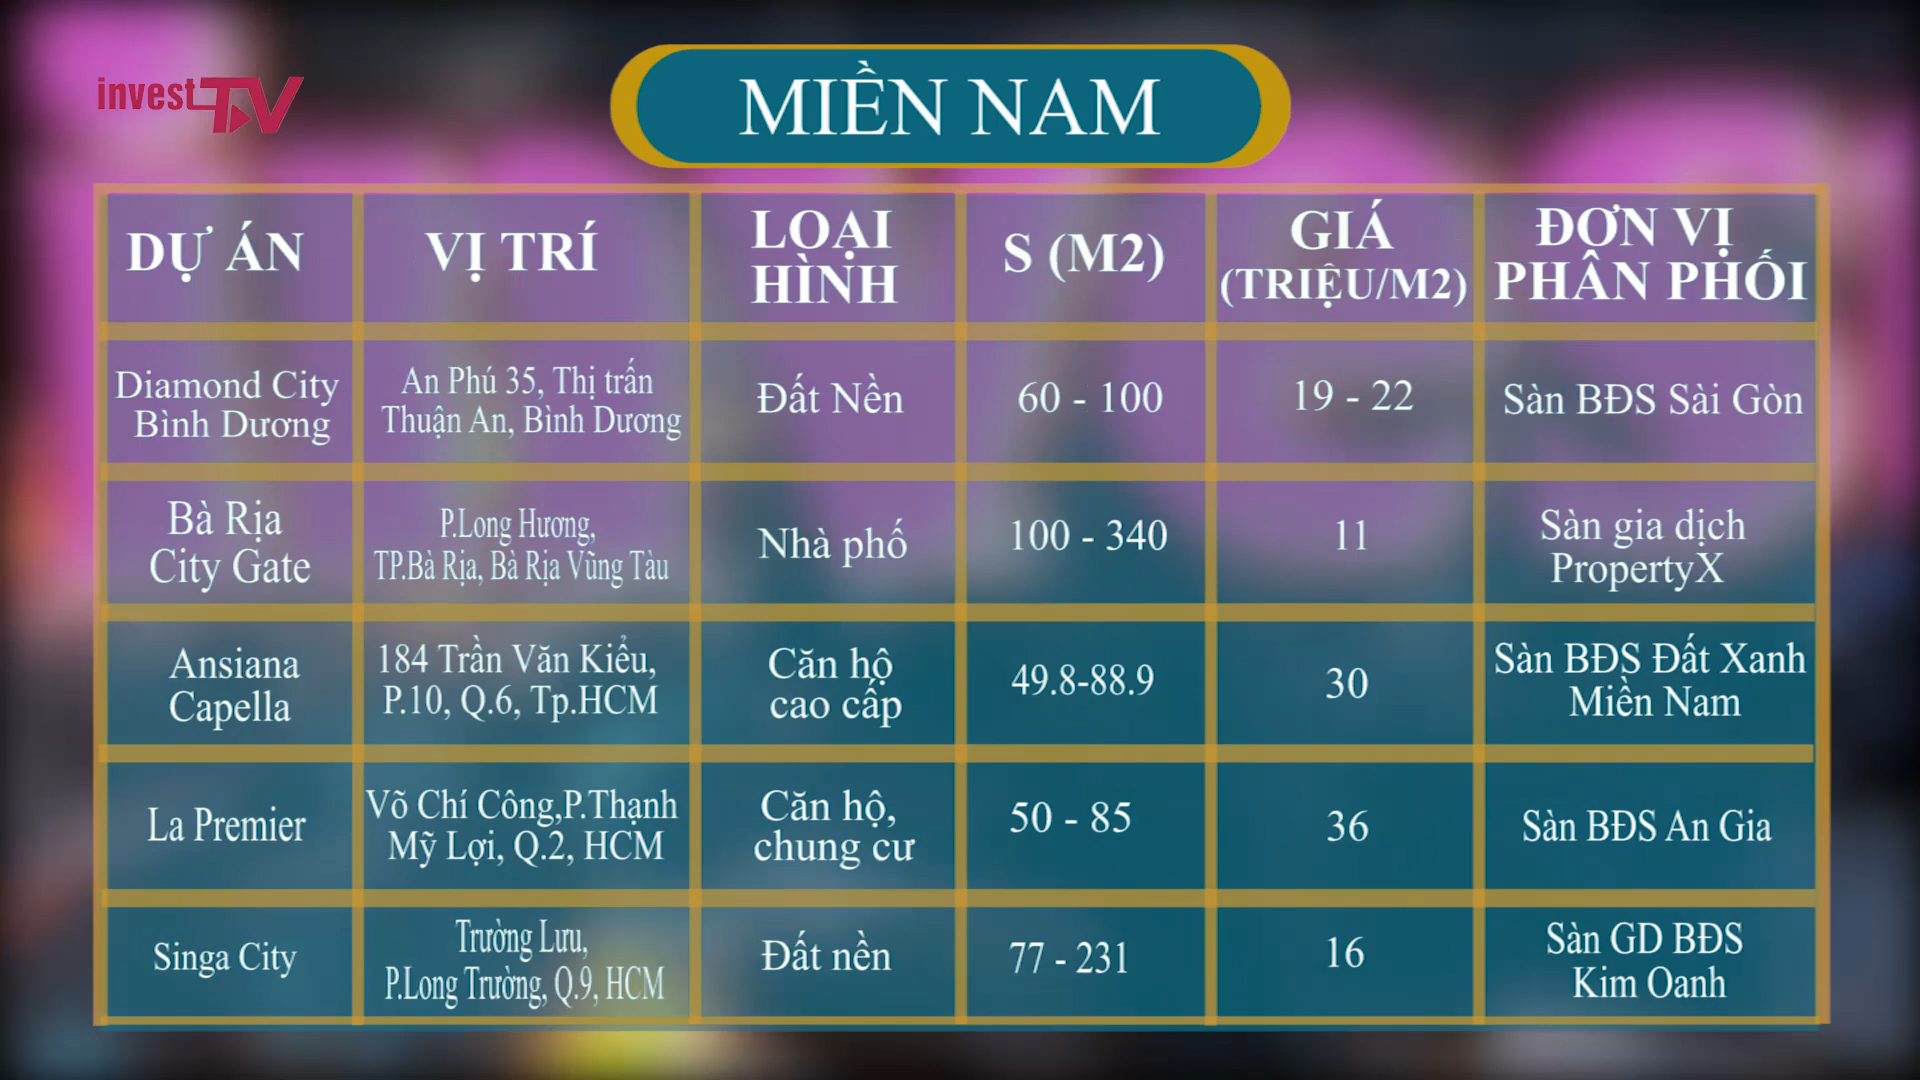 invest TV
MIỀN NAM
DỰ ÁN
VỊ TRÍ
LOẠI
HÌNH
S (M2)
GIÁ
(TRIỆU/M2)
ĐƠN VỊ
PHÂN PHỐI
Diamond City
Bình Dương
An Phú 35, Thị trấn
Thuận An, Bình Dương
Đất Nền
60 - 100
19 - 22
Sàn BĐS Sài Gòn
Bà Rịa
City Gate
P.Long Hương,
TP.Bà Rịa, Bà Rịa Vũng Tàu
Nhà phố
100 - 340
11
Sàn gia dịch
PropertyX
Ansiana
Capella
184 Trần Văn Kiểu,
P.10, Q.6, Tp.HCM
Căn hộ
cao cấp
49.8-88.9
30
Sàn BĐS Đất Xanh
Miền Nam
La Premier
Võ Chí Công,P.Thạnh
Mỹ Lợi, Q.2, HCM
Căn hộ,
chung cư
50 - 85
36
Sàn BĐS An Gia
Singa City
Trường Lưu,
P.Long Trường, Q.9, HCM
Đất nền
77 - 231
16
Sàn GD BĐS
Kim Oanh